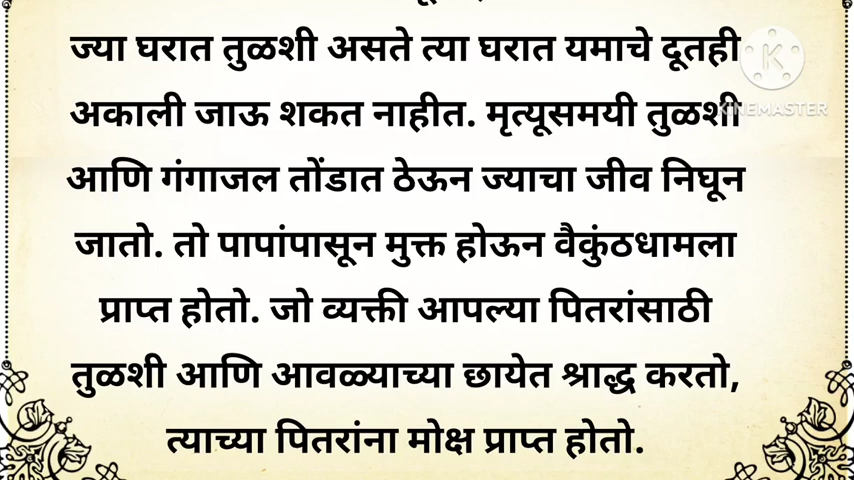 ज्या घरात तुळशी असते त्या घरात यमाचे दूतही
अकाली जाऊ शकत नाहीत. मृत्यूसमयी तुळशी
आणि गंगाजल तोंडात ठेऊन ज्याचा जीव निघून
जातो. तो पापांपासून मुक्त होऊन वैकुंठधामला
प्राप्त होतो. जो व्यक्ती आपल्या पितरांसाठी
तुळशी आणि आवळ्याच्या छायेत श्राद्ध करतो,
त्याच्या पितरांना मोक्ष प्राप्त होतो.
K
KINEMASTER